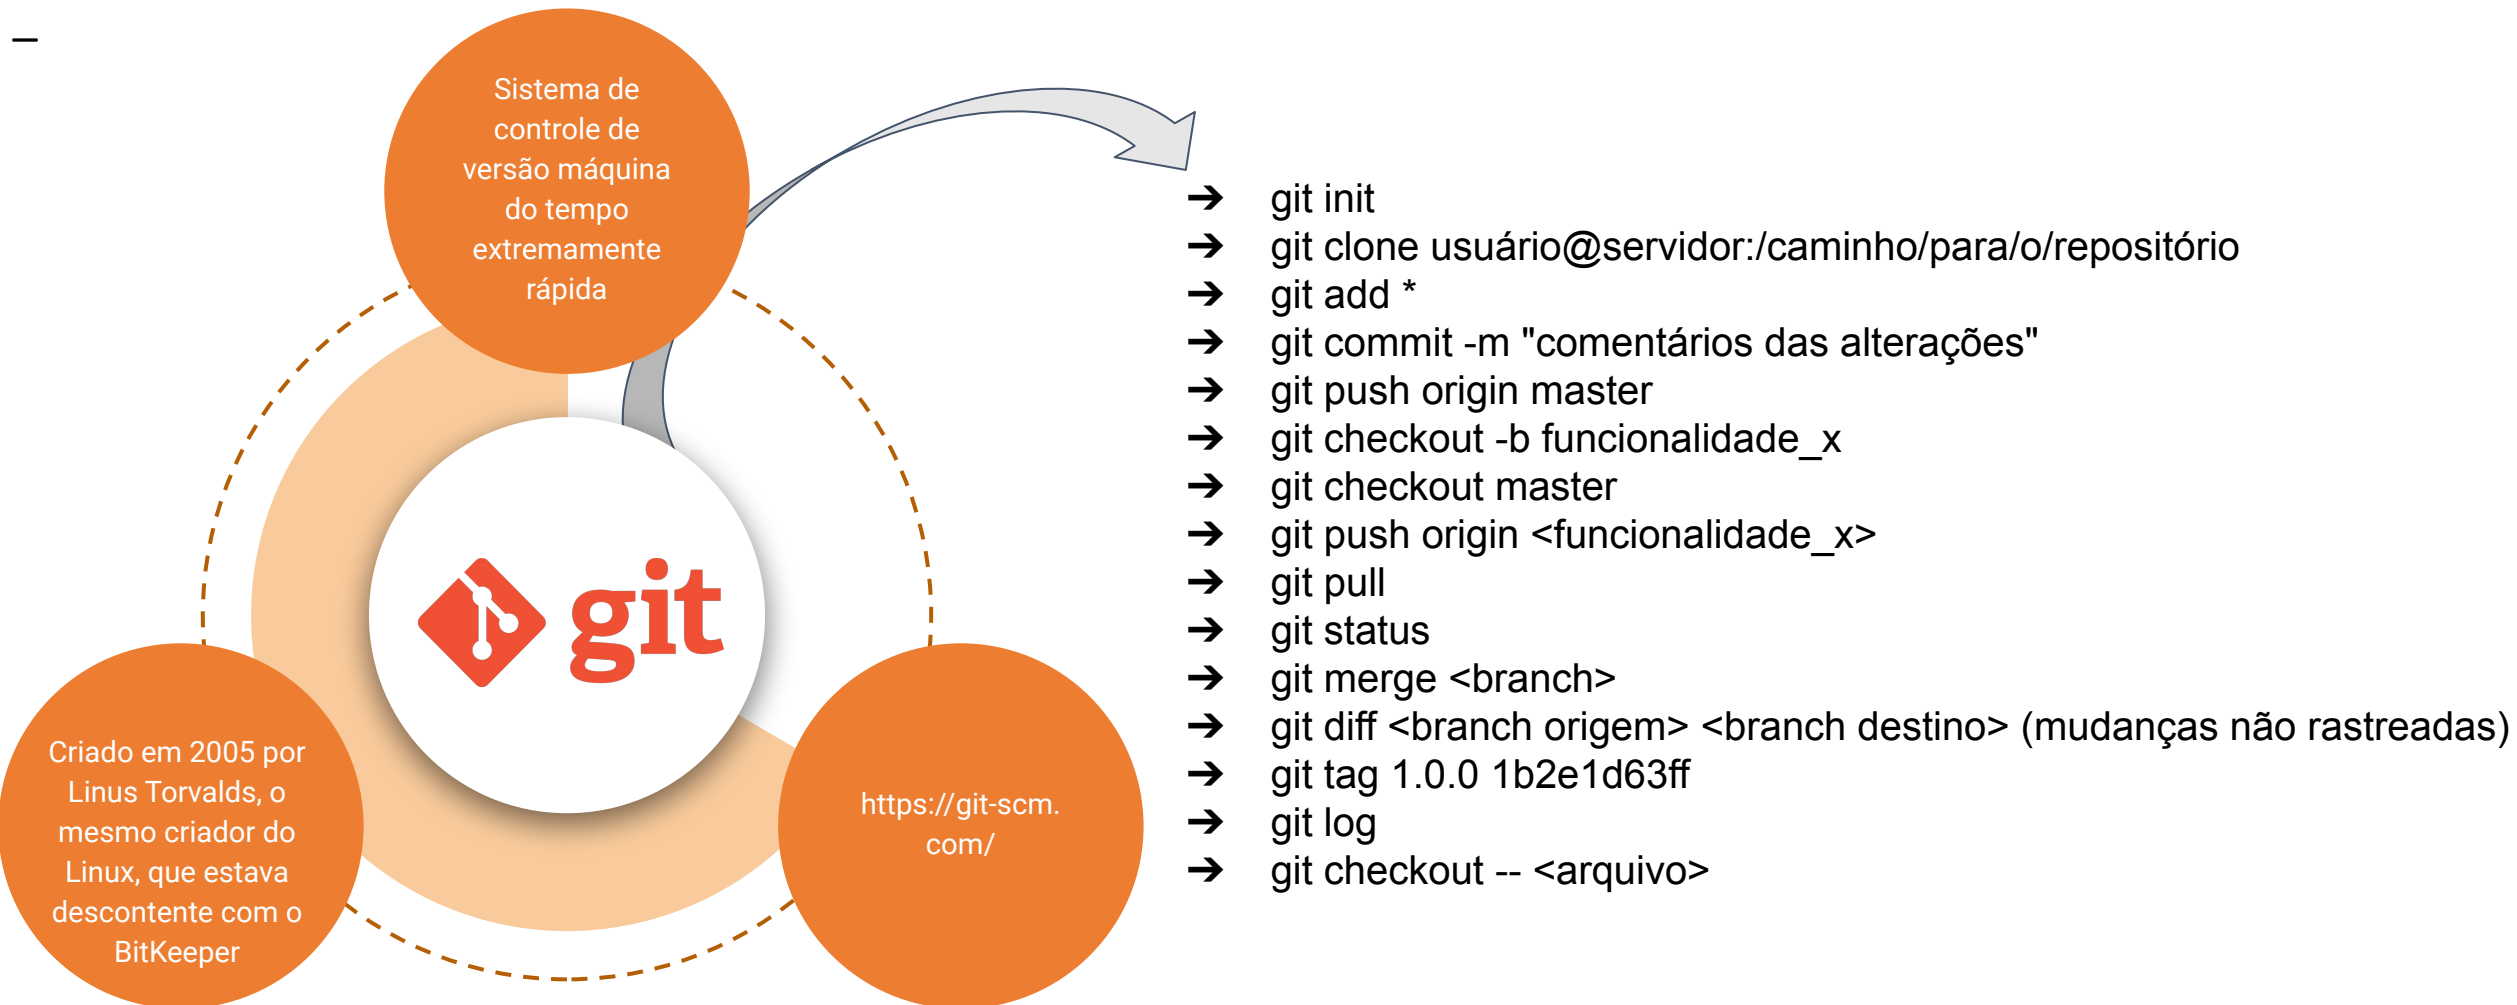 _
Sistema de
controle de
versão máquina
do tempo
extremamente
rápida
git
Criado em 2005 por
Linus Torvalds, o
mesmo criador do
Linux, que estava
descontente com o
BitKeeper
https://git-scm.
com/
➔ git init
➔ git clone usuário@servidor:/caminho/para/o/repositório
➔ git add *
➔ git commit -m "comentários das alterações"
➔ git push origin master
➔ git checkout -b funcionalidade_x
➔ git checkout master
➔ git push origin <funcionalidade_x>
➔ git pull
➔ git status
➔ git merge <branch>
➔ git diff <branch origem> <branch destino> (mudanças não rastreadas)
➔ git tag 1.0.0 1b2e1d63ff
➔ git log
➔ git checkout -- <arquivo>